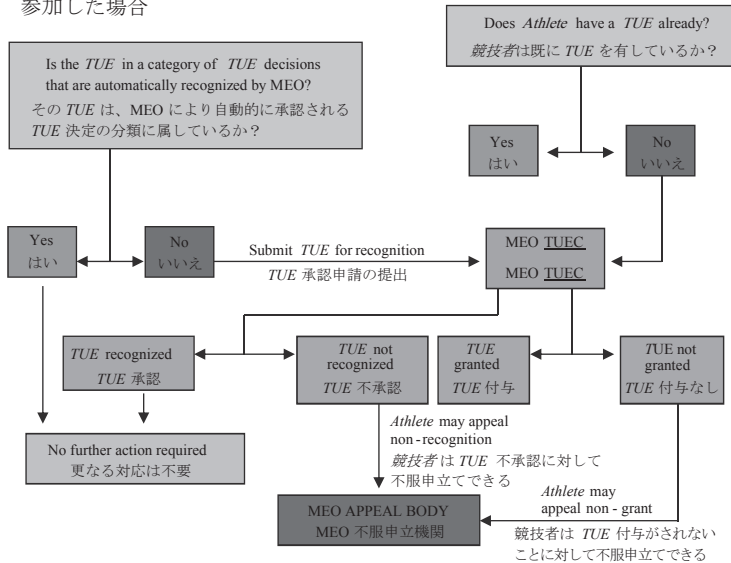 参加した場合
Does Athlete have a TUE already?
競技者は既に TUE を有しているか？
Is the TUE in a category of TUE decisions
that are automatically recognized by MEO?
その TUE は、MEO により自動的に承認される
TUE 決定の分類に属しているか？
Yes
はい
No
いいえ
Yes
はい
No
いいえ
Submit TUE for recognition
TUE 承認申請の提出
MEO TUEC
MEO TUEC
TUE recognized
TUE 承認
TUE not
recognized
TUE 不承認
TUE
granted
TUE 付与
TUE not
granted
TUE 付与なし
No further action required
更なる対応は不要
Athlete may appeal
non-recognition
競技者 は TUE 不承認に対して
不服申立てできる
MEO APPEAL BODY
MEO 不服申立機関
Athlete may
appeal non - grant
競技者は TUE 付与がされない
ことに対して不服申立てできる